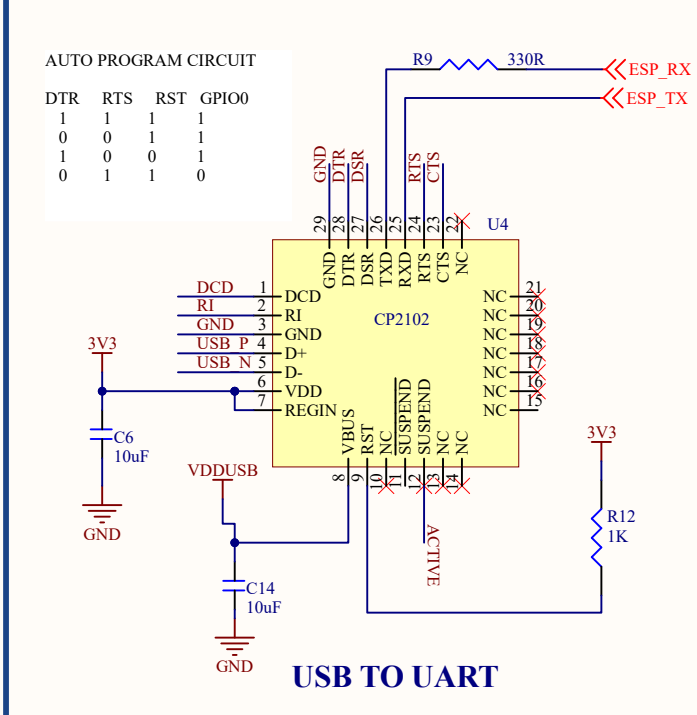 AUTO PROGRAM CIRCUIT
DTR RTS RST GPIO0
1 1 1 1
0 0 1 1
1 0 0 1
0 1 1 0
R9 330R
ESP_RX
ESP_TX
GND DTR DSR RTS CTS
29 28 27 26 25 24 23 22
U4
GND DTR DSR TXD RXD RTS CTS NC
CP2102
DCD 1 DCD
RI 2 RI
GND 3 GND
USB_P 4 D+
USB_N 5 D-
6 VDD
7 REGIN
NC 21
NC 20
NC 19
NC 18
NC 17
NC 16
NC 15
VBUS RST NC SUSPEND SUSPEND NC NC
8 9 10 11 12 13 14
3V3
C6
10uF
GND
VDDUSB
C14
10uF
GND
ACTIVE
3V3
R12
1K
USB TO UART